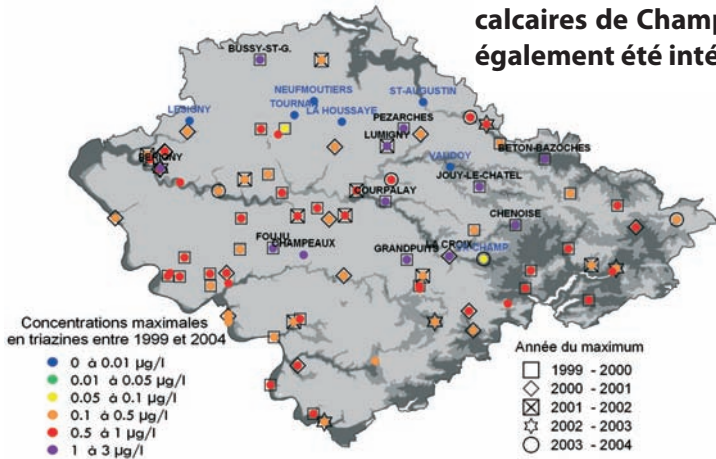 calcaires de Champ
également été inté
BUSSY-ST-G.
NEUFMOUTIERS
ST-AUGUSTIN
LESIGNY
TOURNAN
LA HOUSSAYE
PEZARCHES
LUMIGNY
BETON-BAZOCHES
VAUDOY
JOUY-LE-CHATEL
COURPALAY
CHENOISE
FOUJU
CHAMPEAUX
GRANDPUITS
LA CROIX
Concentrations maximales
en triazines entre 1999 et 2004
0 à 0.01 µg/l
0.01 à 0.05 µg/l
0.05 à 0.1 µg/l
0.1 à 0.5 µg/l
0.5 à 1 µg/l
1 à 3 µg/l
Année du maximum
1999 - 2000
2000 - 2001
2001 - 2002
2002 - 2003
2003 - 2004